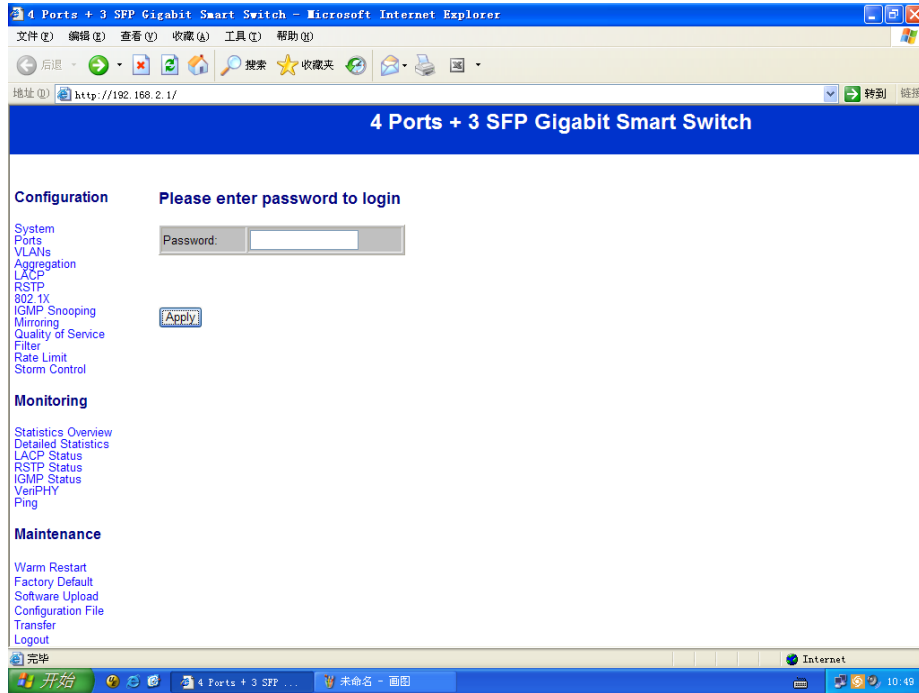 4 Ports + 3 SFP Gigabit Smart Switch - Microsoft Internet Explorer
文件(F) 编辑(E) 查看(V) 收藏(A) 工具(T) 帮助(H)
后退 搜索 收藏夹
地址(D) http://192.168.2.1/ 转到 链接
4 Ports + 3 SFP Gigabit Smart Switch
Configuration
System
Ports
VLANs
Aggregation
LACP
RSTP
802.1X
IGMP Snooping
Mirroring
Quality of Service
Filter
Rate Limit
Storm Control
Monitoring
Statistics Overview
Detailed Statistics
LACP Status
RSTP Status
IGMP Status
VeriPHY
Ping
Maintenance
Warm Restart
Factory Default
Software Upload
Configuration File
Transfer
Logout
Please enter password to login
Password:
Apply
完毕 Internet
开始 4 Ports + 3 SFP ... 未命名 - 画图 10:49